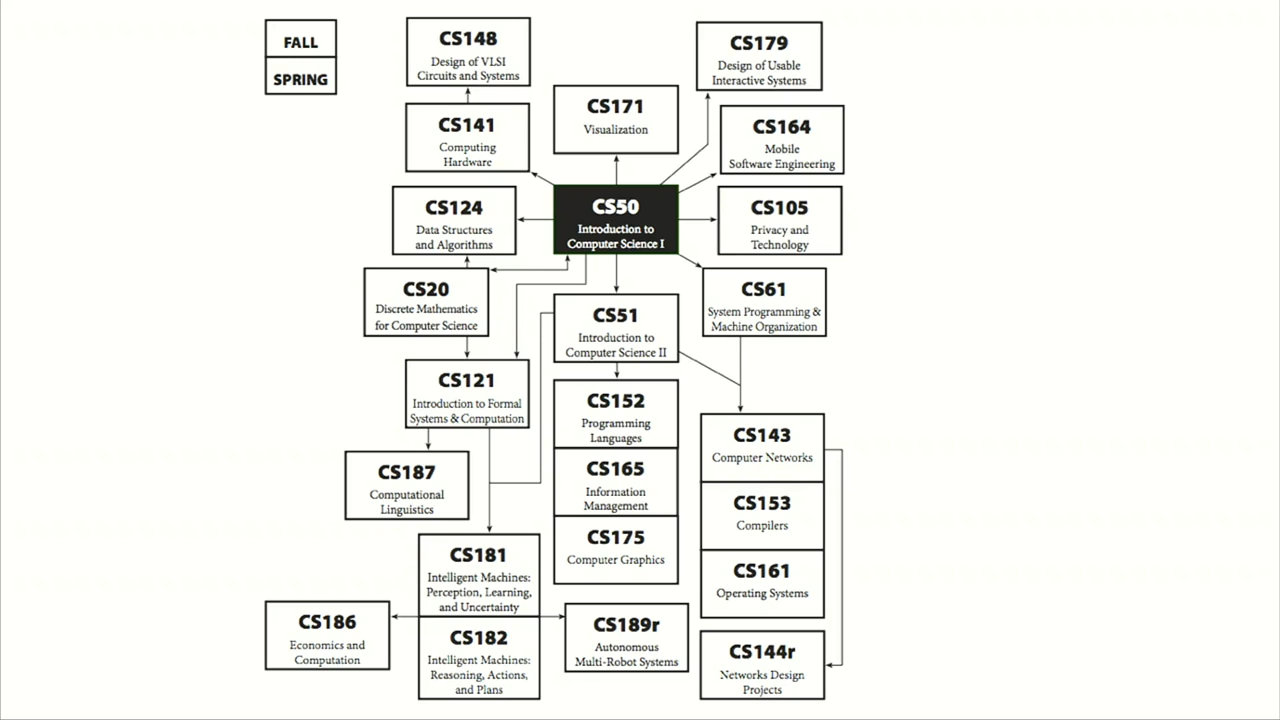 FALL
SPRING
CS148
Design of VLSI
Circuits and Systems
CS179
Design of Usable
Interactive Systems
CS171
Visualization
CS141
Computing
Hardware
CS164
Mobile
Software Engineering
CS124
Data Structures
and Algorithms
CS50
Introduction to
Computer Science I
CS105
Privacy and
Technology
CS20
Discrete Mathematics
for Computer Science
CS51
Introduction to
Computer Science II
CS61
System Programming &
Machine Organization
CS121
Introduction to Formal
Systems & Computation
CS152
Programming
Languages
CS143
Computer Networks
CS187
Computational
Linguistics
CS165
Information
Management
CS153
Compilers
CS175
Computer Graphics
CS161
Operating Systems
CS181
Intelligent Machines:
Perception, Learning,
and Uncertainty
CS186
Economics and
Computation
CS182
Intelligent Machines:
Reasoning, Actions,
and Plans
CS189r
Autonomous
Multi-Robot Systems
CS144r
Networks Design
Projects